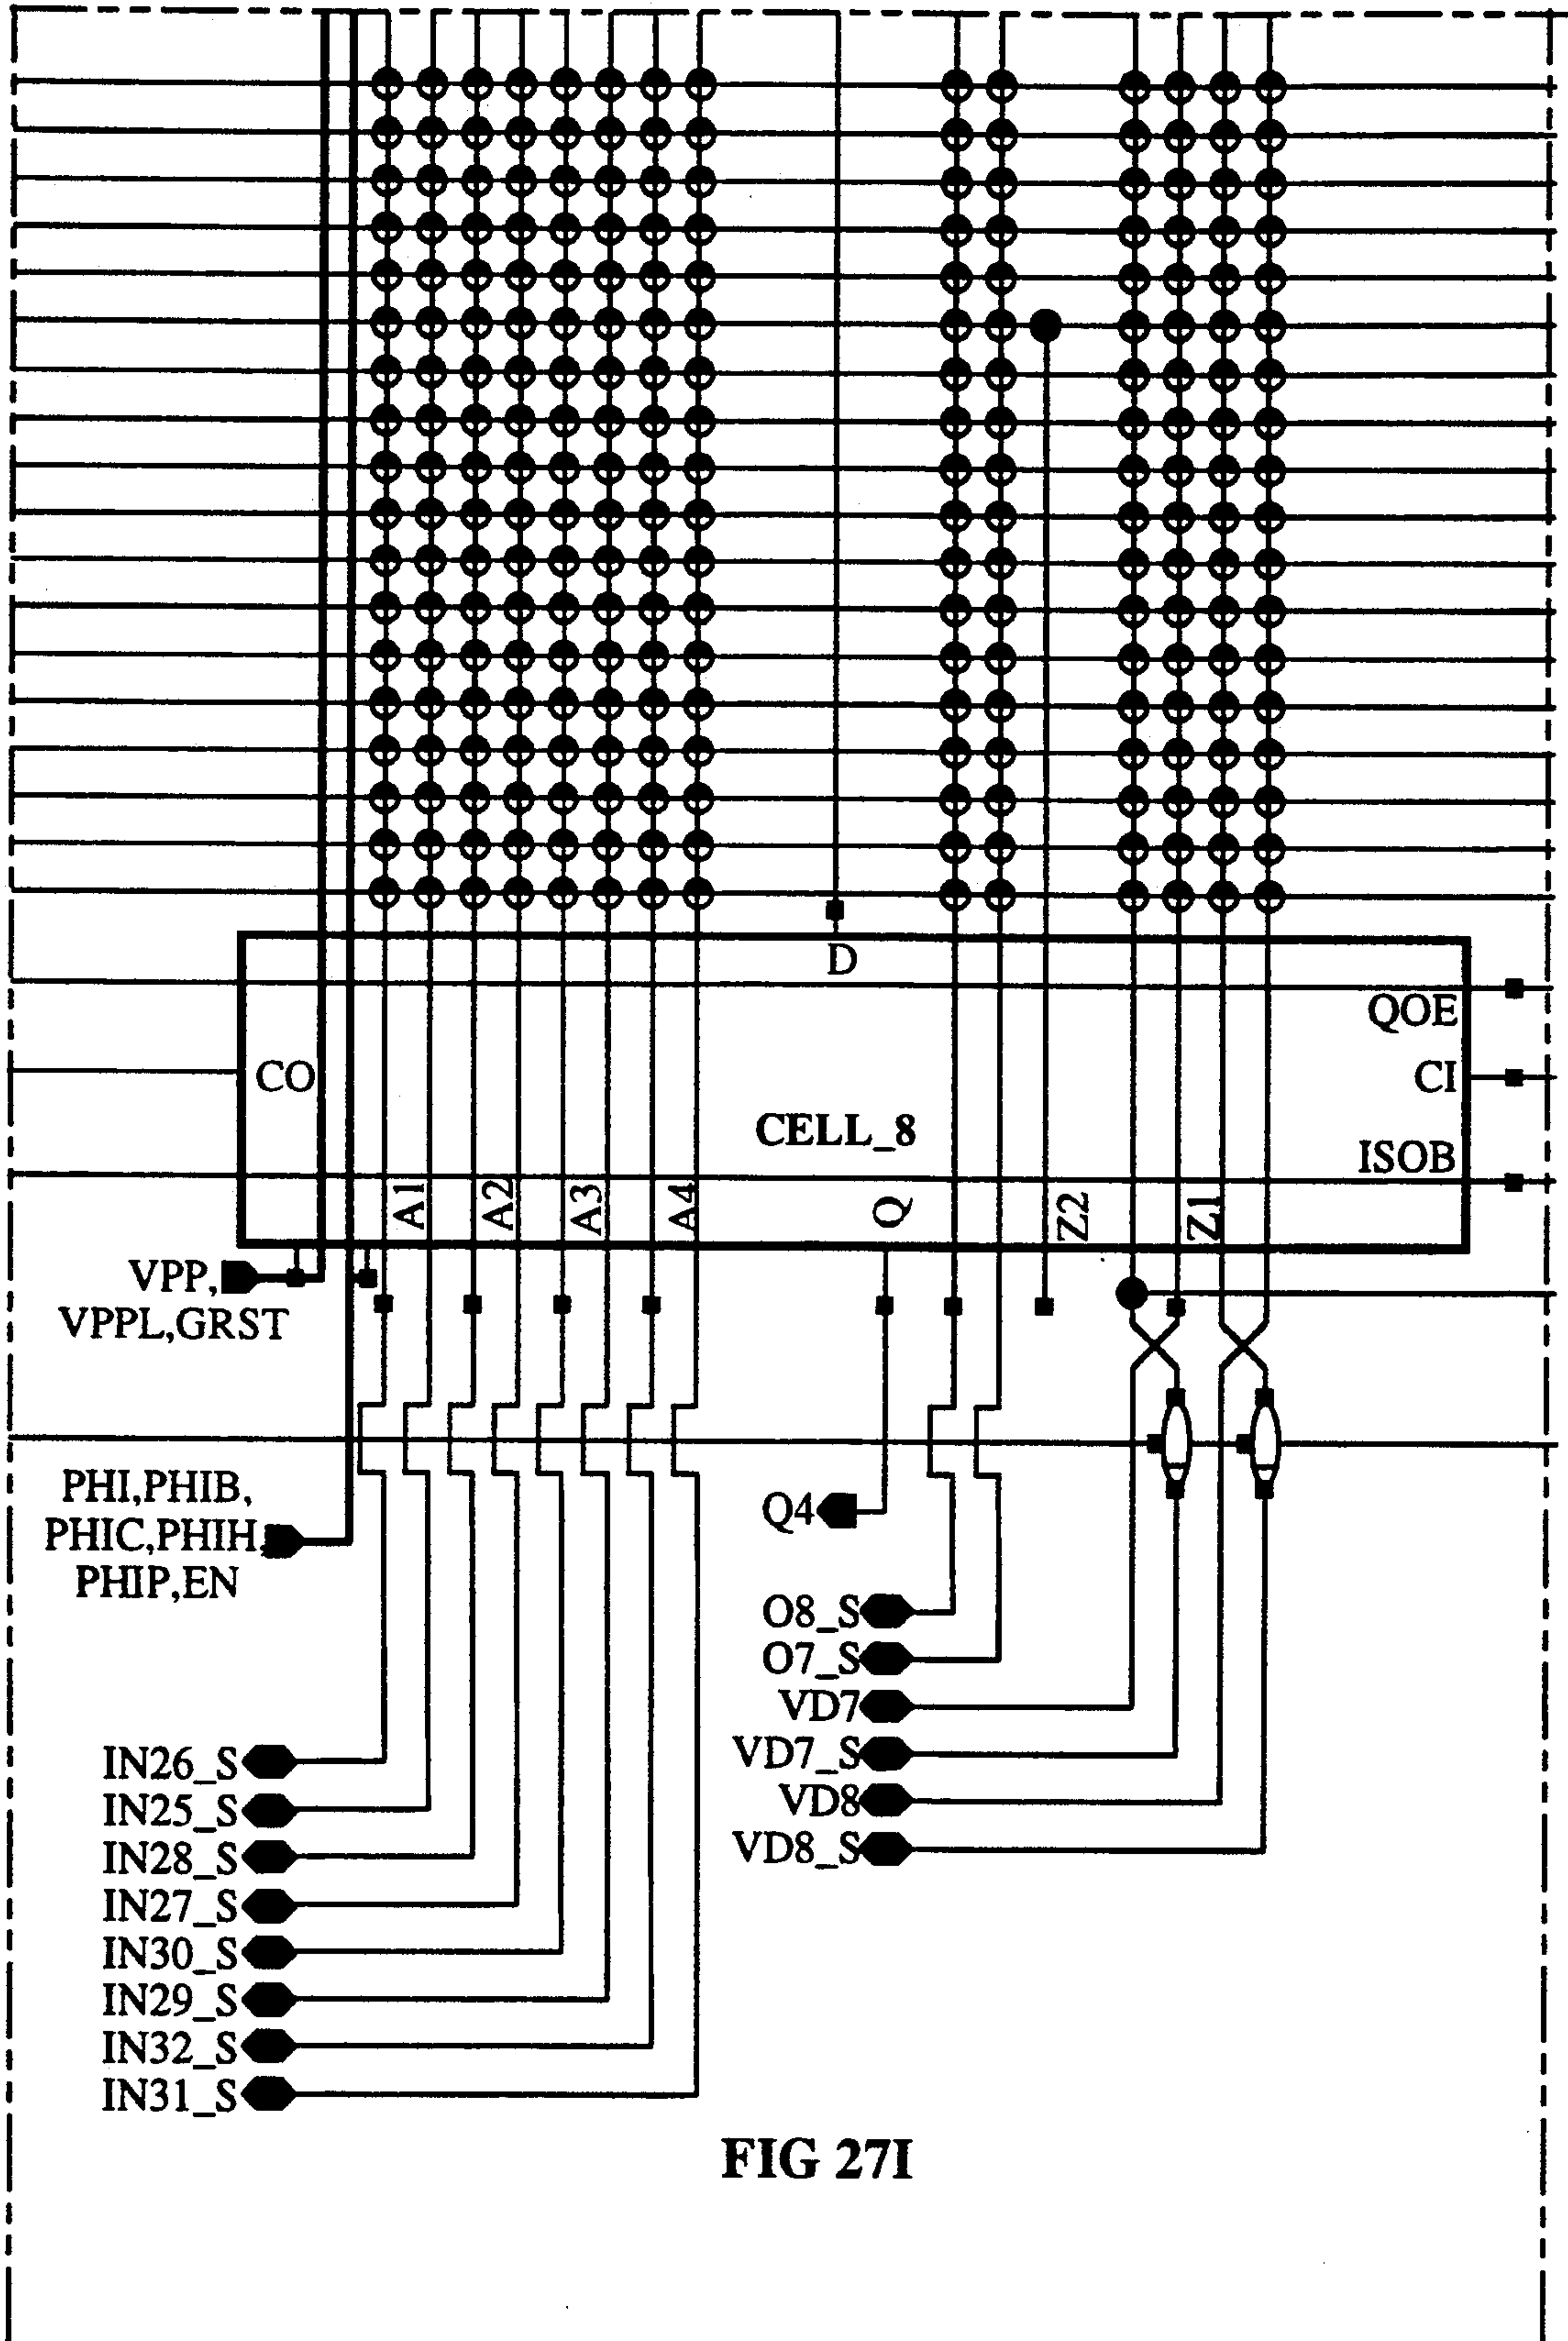 D
QOE
CO
CI
CELL_8
ISOB
A1
A2
A3
A4
Q
Z2
Z1
VPP,
VPPL,GRST
PHI,PHIB,
PHIC,PHIH,
PHIP,EN
Q4
O8_S
O7_S
VD7
VD7_S
VD8
VD8_S
IN26_S
IN25_S
IN28_S
IN27_S
IN30_S
IN29_S
IN32_S
IN31_S
FIG 27I